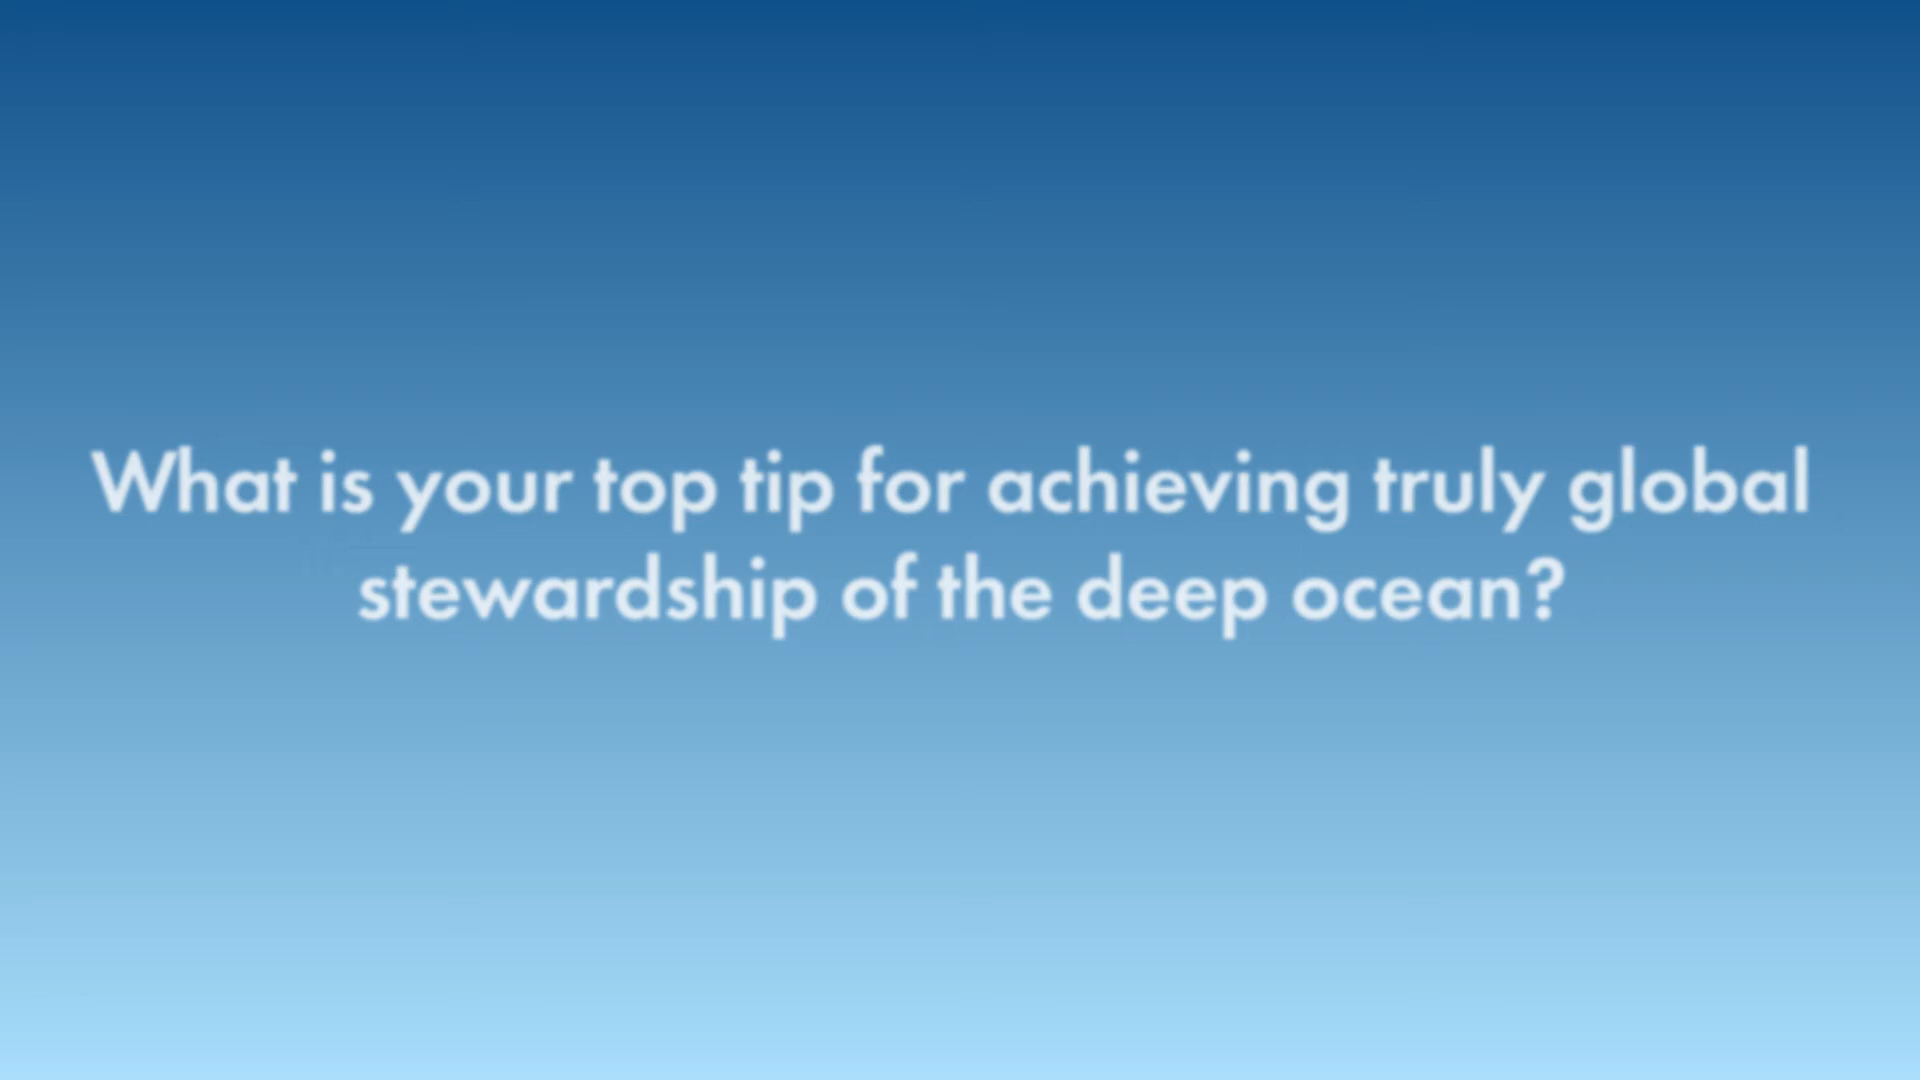 What is your top tip for achieving truly global
stewardship of the deep ocean?